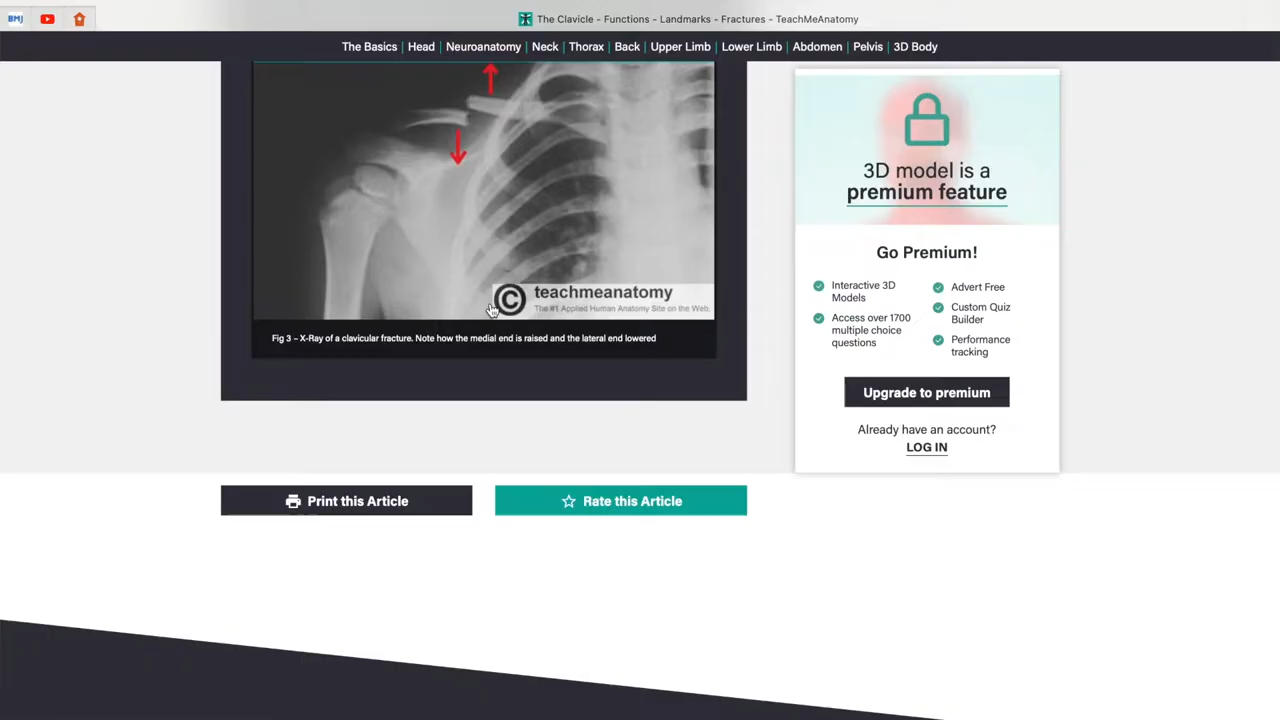 BMJ
The Clavicle - Functions - Landmarks - Fractures - TeachMeAnatomy
The Basics | Head | Neuroanatomy | Neck | Thorax | Back | Upper Limb | Lower Limb | Abdomen | Pelvis | 3D Body
© teachmeanatomy
The #1 Applied Human Anatomy Site on the Web.
Fig 3 – X-Ray of a clavicular fracture. Note how the medial end is raised and the lateral end lowered
3D model is a
premium feature
Go Premium!
Interactive 3D
Models
Access over 1700
multiple choice
questions
Advert Free
Custom Quiz
Builder
Performance
tracking
Upgrade to premium
Already have an account?
LOG IN
Print this Article
Rate this Article